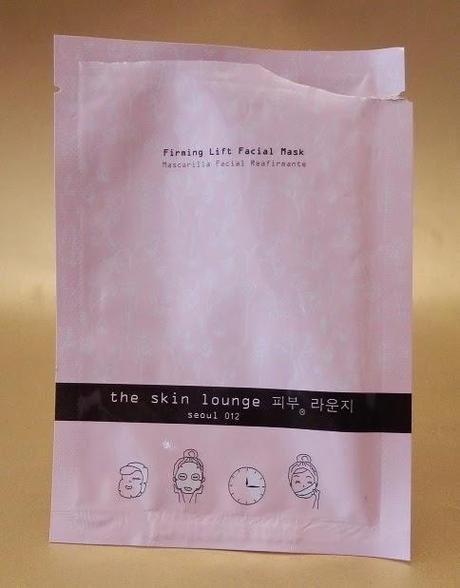 Firming Lift Facial Mask
Mascarilla Facial Reafirmante
the skin lounge 피부® 라운지
seoul 012